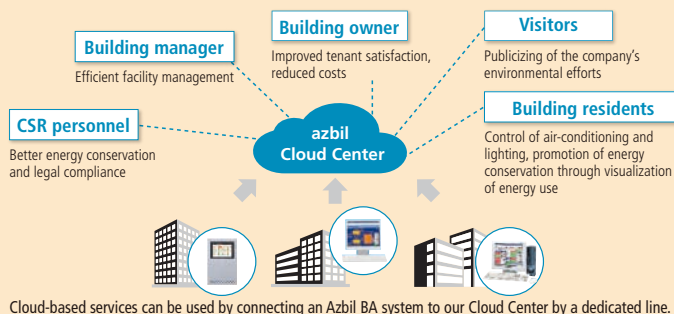 Building manager
Efficient facility management
Building owner
Improved tenant satisfaction,
reduced costs
Visitors
Publicizing of the company's
environmental efforts
CSR personnel
Better energy conservation
and legal compliance
azbil
Cloud Center
Building residents
Control of air-conditioning and
lighting, promotion of energy
conservation through visualization
of energy use
Cloud-based services can be used by connecting an Azbil BA system to our Cloud Center by a dedicated line.